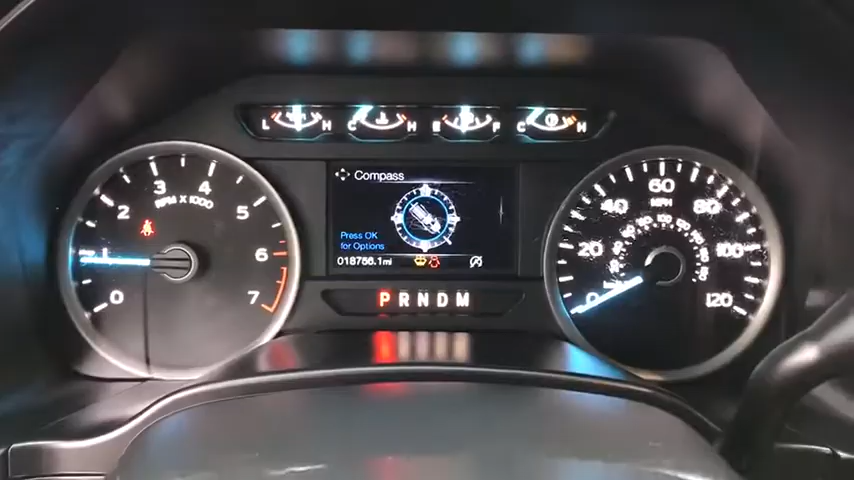 L H C H E F C H
Compass
Press OK
for Options
018756.1mi
P R N D M
0 1 2 3 4 5 6 7
RPM X 1000
0 20 40 60 80 100 120
MPH